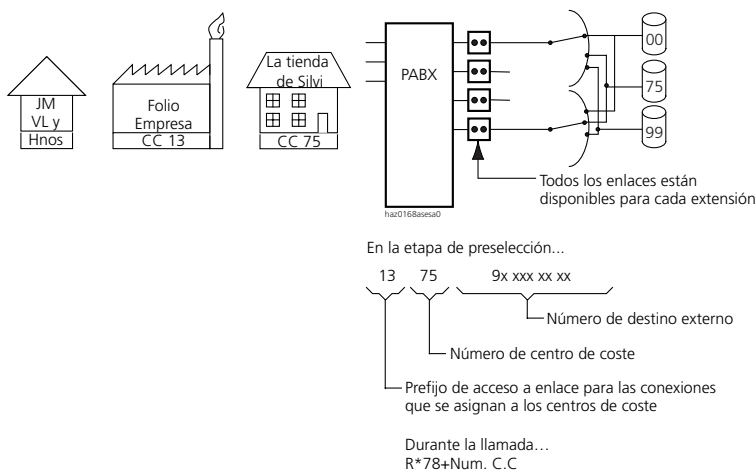 JM
VL y
Hnos
Folio
Empresa
CC 13
La tienda
de Silvi
CC 75
PABX
00
75
99
Todos los enlaces están
disponibles para cada extensión
haz0168asesa0
En la etapa de preselección...
13 75 9x xxx xx xx
Número de destino externo
Número de centro de coste
Prefijo de acceso a enlace para las conexiones
que se asignan a los centros de coste
Durante la llamada…
R*78+Num. C.C